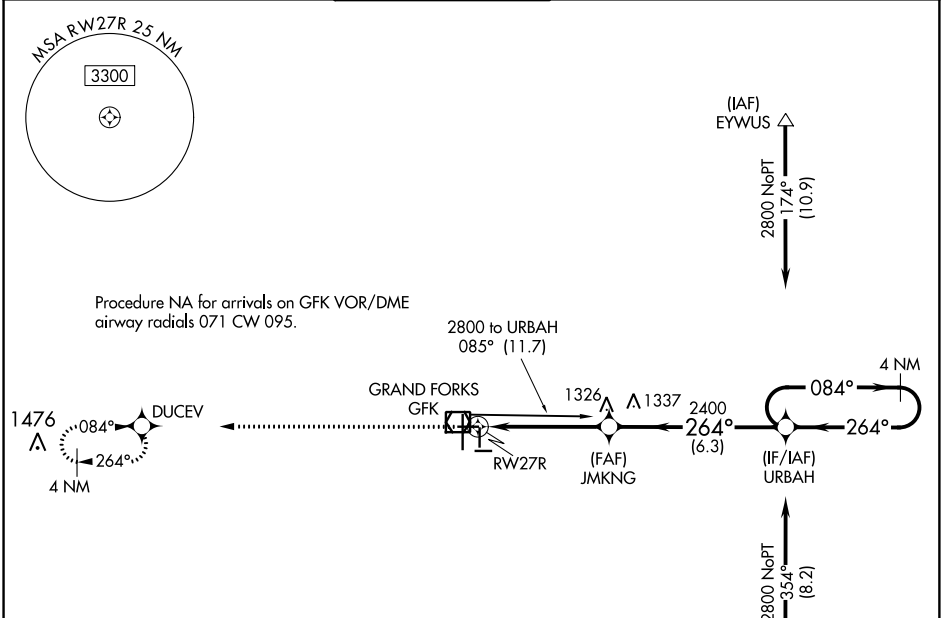 MSA RW27R 25 NM
3300
(IAF)
EYWUS
2800 NoPT
174°
(10.9)
Procedure NA for arrivals on GFK VOR/DME
airway radials 071 CW 095.
2800 to URBAH
085° (11.7)
GRAND FORKS
GFK
1326
1337
2400
264°
(6.3)
4 NM
084°
264°
1476
084°
DUCEV
264°
4 NM
RW27R
(FAF)
JMKNG
(IF/IAF)
URBAH
2800 NoPT
354°
(8.2)